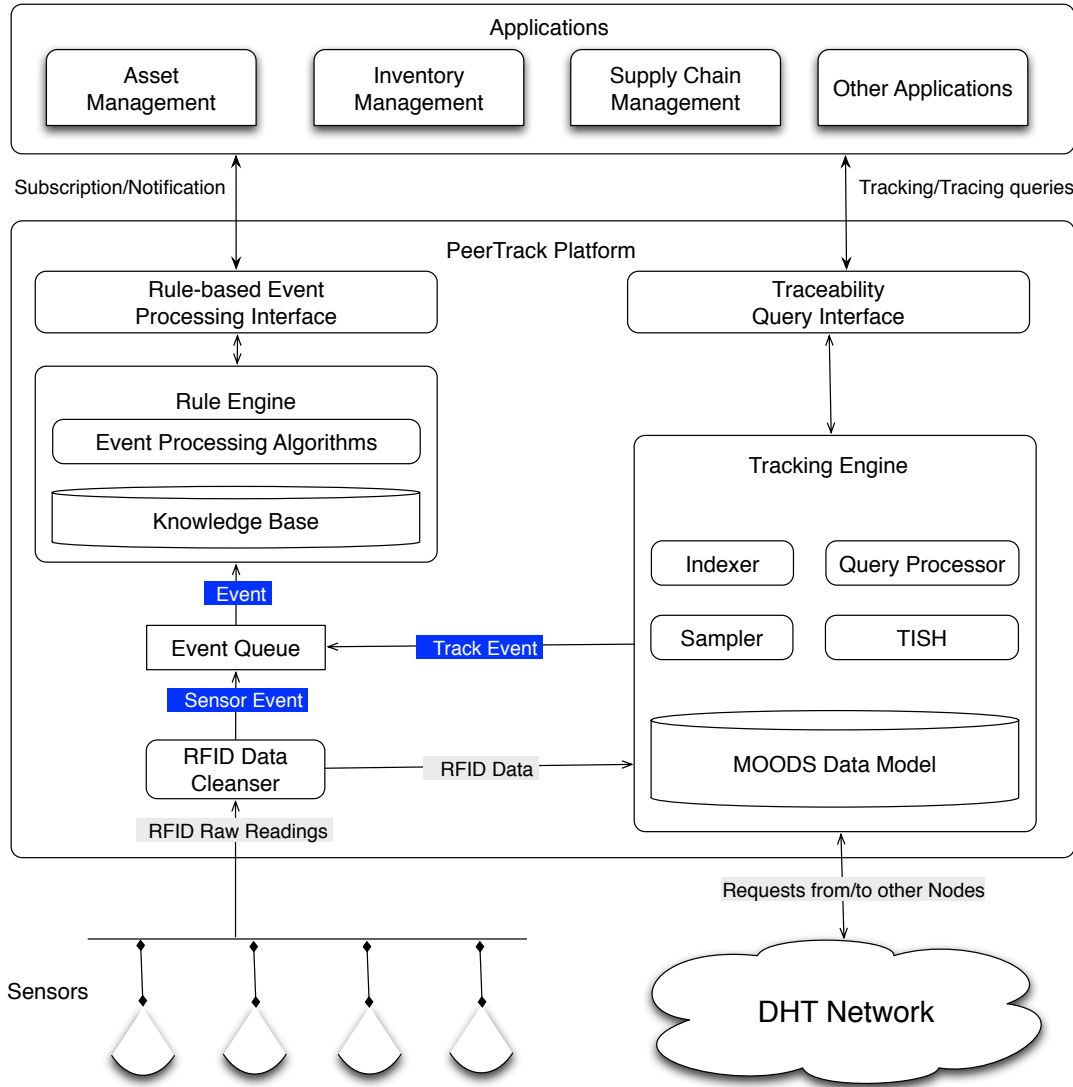 Applications
Asset
Management
Inventory
Management
Supply Chain
Management
Other Applications
Subscription/Notification
Tracking/Tracing queries
PeerTrack Platform
Rule-based Event
Processing Interface
Traceability
Query Interface
Rule Engine
Event Processing Algorithms
Knowledge Base
Tracking Engine
Indexer
Query Processor
Sampler
TISH
MOODS Data Model
Event
Event Queue
Track Event
Sensor Event
RFID Data
Cleanser
RFID Data
RFID Raw Readings
Requests from/to other Nodes
Sensors
DHT Network